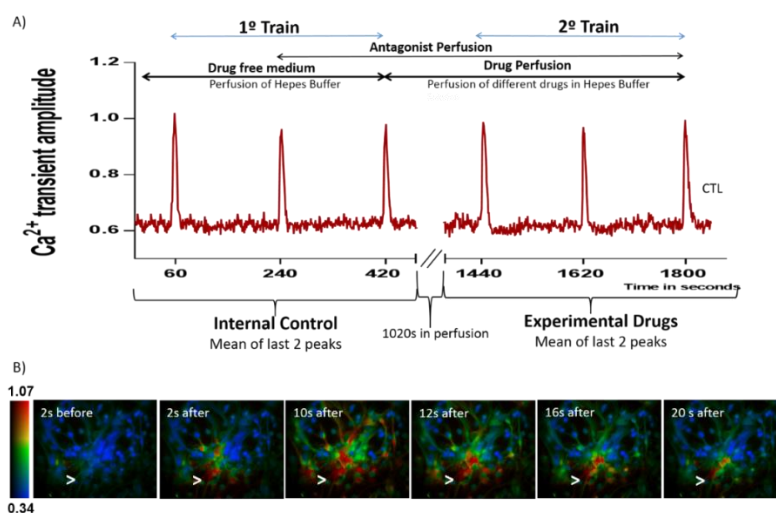 A)
1º Train
2º Train
Antagonist Perfusion
Drug free medium
Drug Perfusion
Perfusion of Hepes Buffer
Perfusion of different drugs in Hepes Buffer
Ca2+ transient amplitude
1.2
1.0
0.8
0.6
CTL
60
240
420
1440
1620
1800
Time in seconds
Internal Control
Mean of last 2 peaks
1020s in perfusion
Experimental Drugs
Mean of last 2 peaks
B)
1.07
0.34
2s before
2s after
10s after
12s after
16s after
20 s after